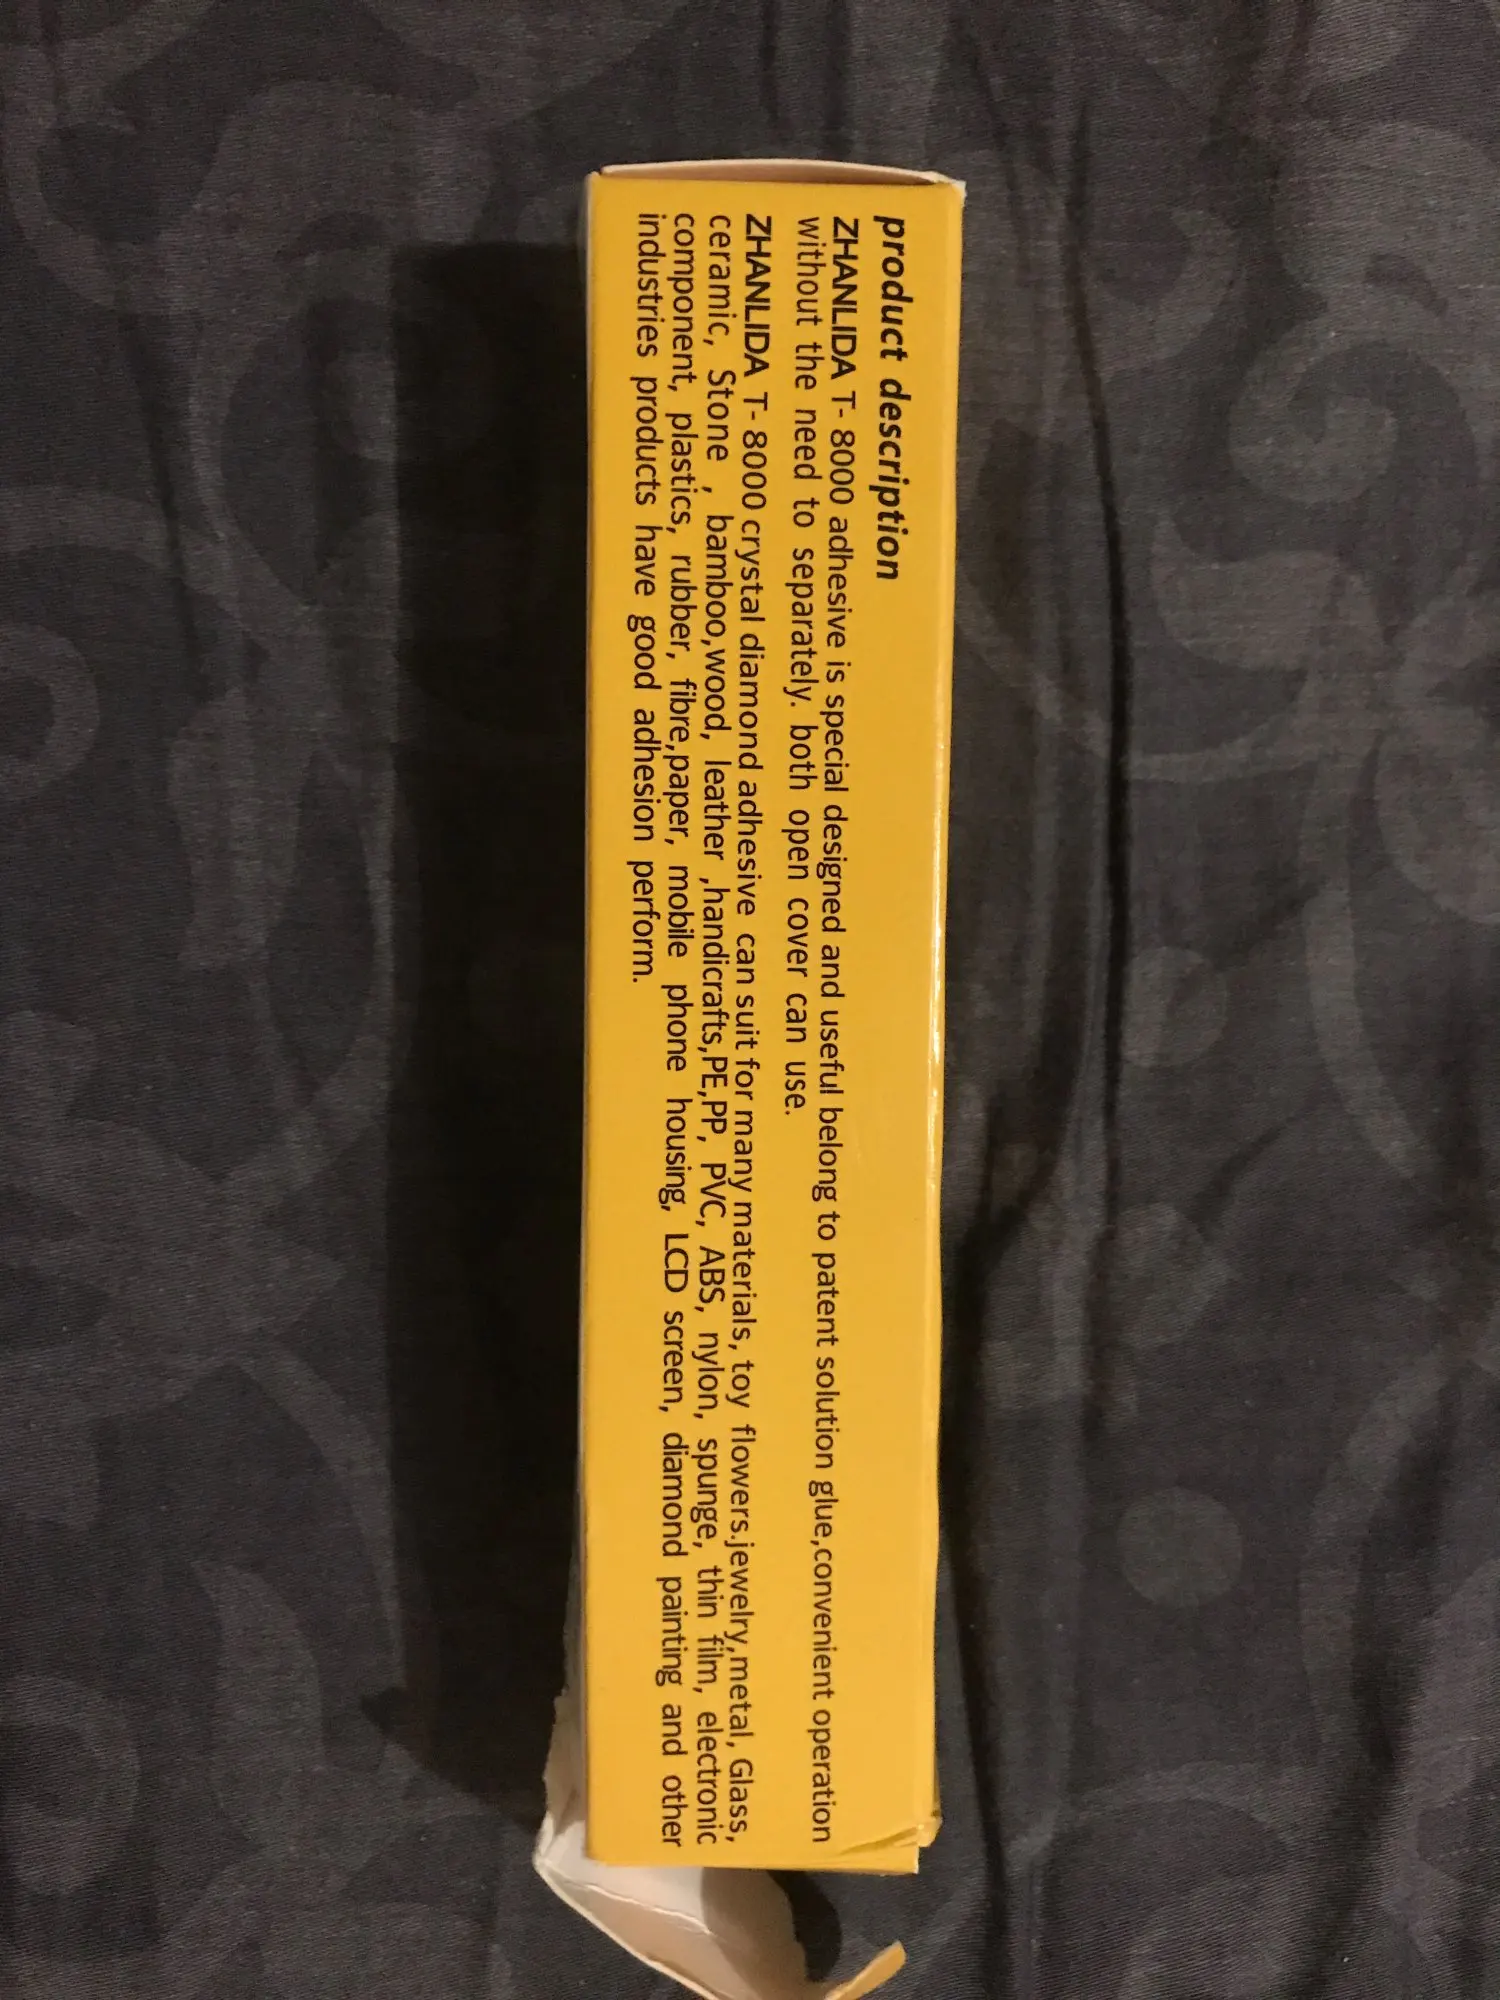 product description
ZHANLIDA T- 8000 adhesive is special designed and useful belong to patent solution glue,convenient operation
without the need to separately. both open cover can use.
ZHANLIDA T- 8000 crystal diamond adhesive can suit for many materials, toy flowers.jewelry,metal, Glass,
ceramic, Stone , bamboo,wood, leather ,handicrafts,PE,PP, PVC, ABS, nylon, spunge, thin film, electronic
component, plastics, rubber, fibre,paper, mobile phone housing, LCD screen, diamond painting and other
industries products have good adhesion perform.